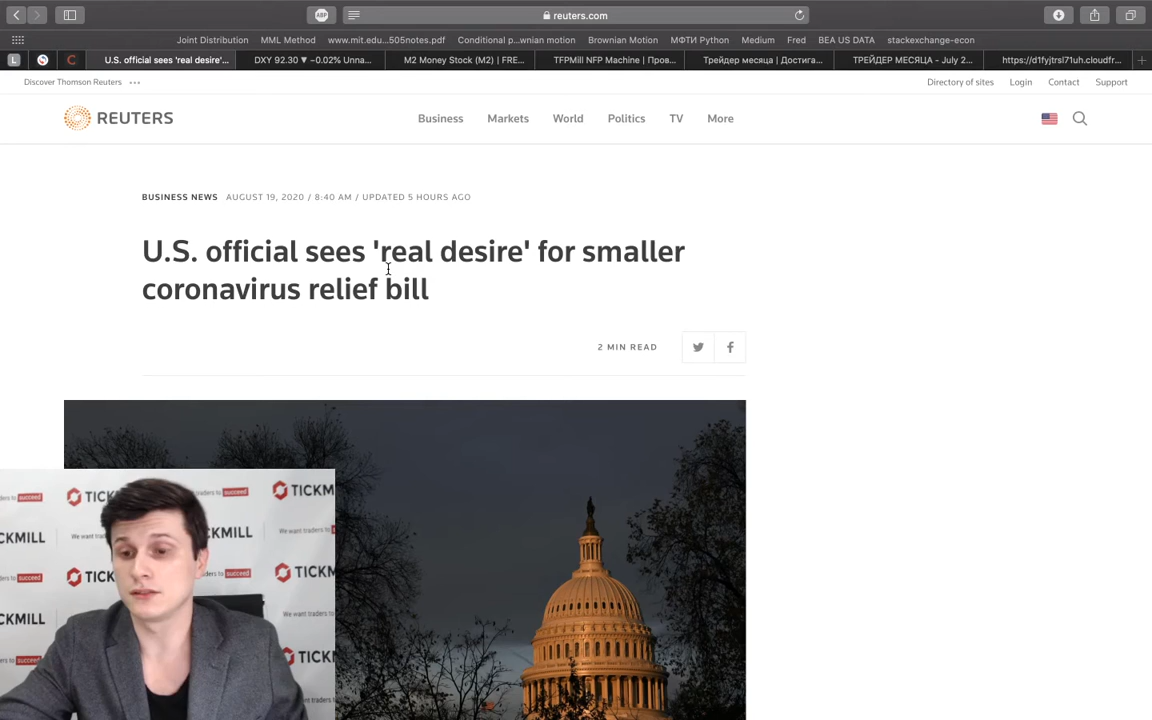 reuters.com
Joint Distribution MML Method www.mit.edu...505notes.pdf Conditional p...wnian motion Brownian Motion МФТИ Python Medium Fred BEA US DATA stackexchange-econ
L C U.S. official sees 'real desire'... DXY 92.30 ▼ −0.02% Unna... M2 Money Stock (M2) | FRE... TFPMill NFP Machine | Пров... Трейдер месяца | Достига... ТРЕЙДЕР МЕСЯЦА - July 2... https://d1fyjtrsl71uh.cloudfr...
Discover Thomson Reuters ••• Directory of sites Login Contact Support
REUTERS Business Markets World Politics TV More
BUSINESS NEWS AUGUST 19, 2020 / 8:40 AM / UPDATED 5 HOURS AGO
U.S. official sees 'real desire' for smaller
coronavirus relief bill
2 MIN READ
ABP
TICKMILL
We want traders to succeed